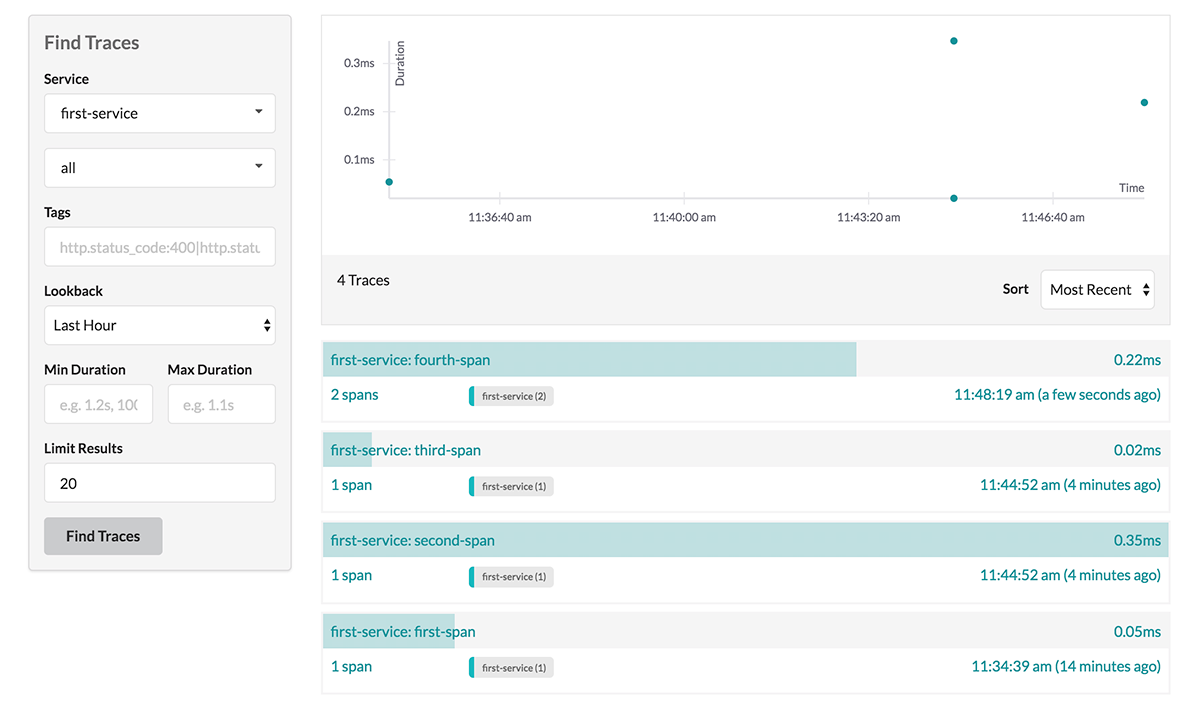 Find Traces
Service
first-service
all
Tags
http.status_code:400|http.statu
Lookback
Last Hour
Min Duration
Max Duration
e.g. 1.2s, 100
e.g. 1.1s
Limit Results
20
Find Traces
Duration
0.3ms
0.2ms
0.1ms
Time
11:36:40 am
11:40:00 am
11:43:20 am
11:46:40 am
4 Traces
Sort
Most Recent
first-service: fourth-span
0.22ms
2 spans
first-service (2)
11:48:19 am (a few seconds ago)
first-service: third-span
0.02ms
1 span
first-service (1)
11:44:52 am (4 minutes ago)
first-service: second-span
0.35ms
1 span
first-service (1)
11:44:52 am (4 minutes ago)
first-service: first-span
0.05ms
1 span
first-service (1)
11:34:39 am (14 minutes ago)